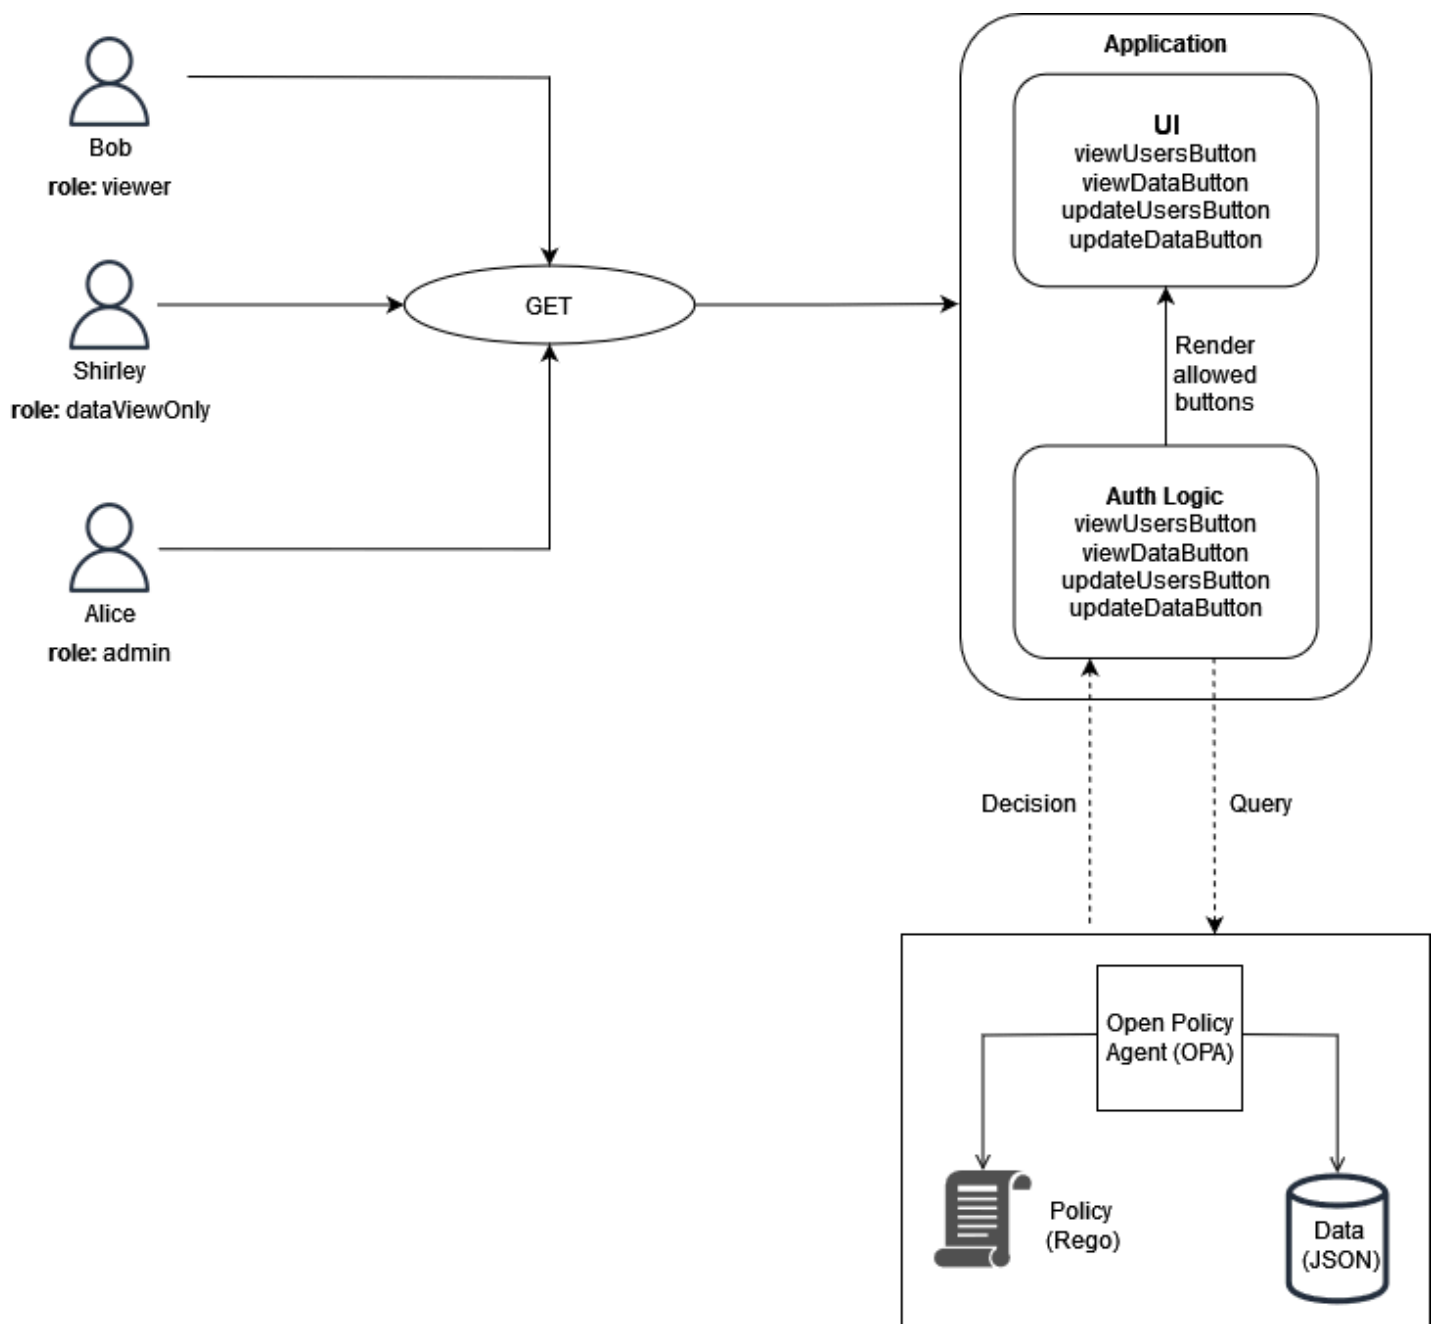 Bob
role: viewer
Shirley
role: dataViewOnly
Alice
role: admin
GET
Application
UI
viewUsersButton
viewDataButton
updateUsersButton
updateDataButton
Render
allowed
buttons
Auth Logic
viewUsersButton
viewDataButton
updateUsersButton
updateDataButton
Decision
Query
Open Policy
Agent (OPA)
Policy
(Rego)
Data
(JSON)